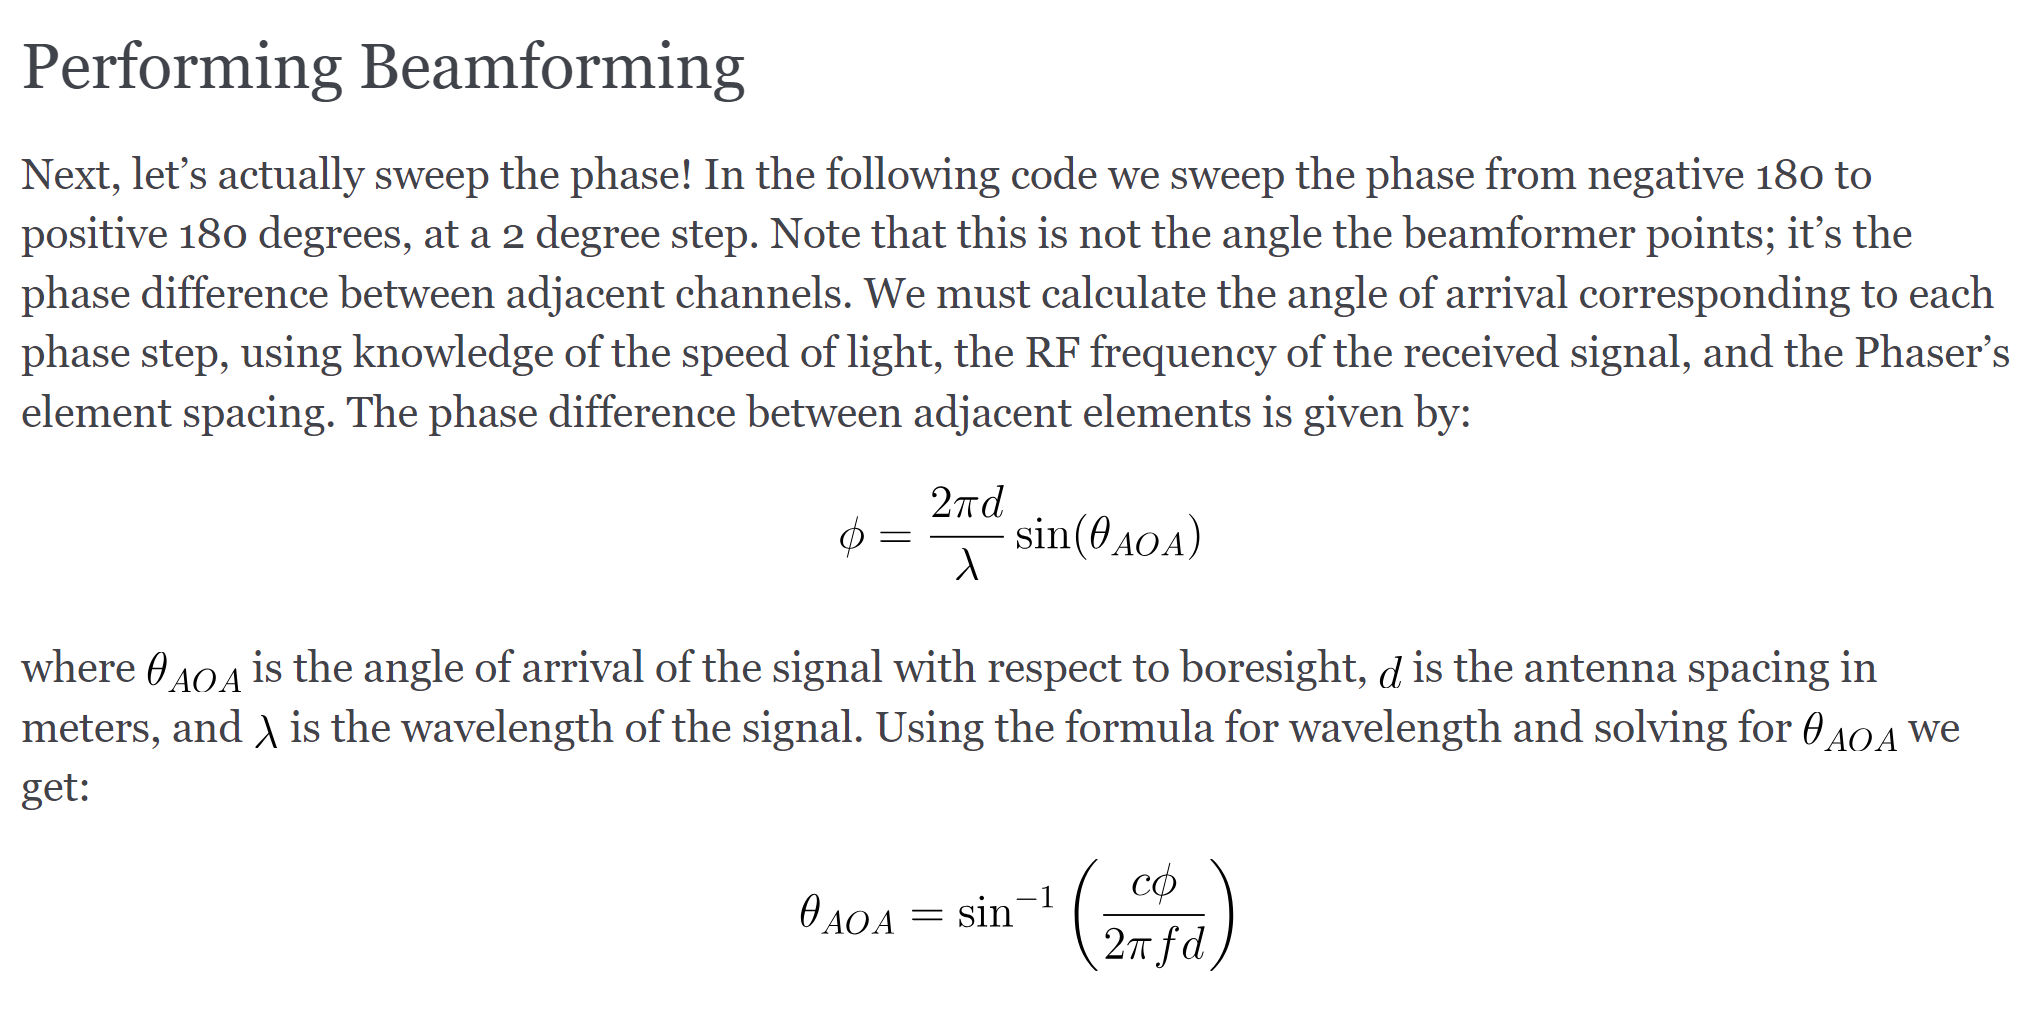 Performing Beamforming
Next, let’s actually sweep the phase! In the following code we sweep the phase from negative 180 to
positive 180 degrees, at a 2 degree step. Note that this is not the angle the beamformer points; it’s the
phase difference between adjacent channels. We must calculate the angle of arrival corresponding to each
phase step, using knowledge of the speed of light, the RF frequency of the received signal, and the Phaser’s
element spacing. The phase difference between adjacent elements is given by:
$\phi = \frac{2\pi d}{\lambda} \sin(\theta_{AOA})$
where $\theta_{AOA}$ is the angle of arrival of the signal with respect to boresight, $d$ is the antenna spacing in
meters, and $\lambda$ is the wavelength of the signal. Using the formula for wavelength and solving for $\theta_{AOA}$ we
get:
$\theta_{AOA} = \sin^{-1}\left(\frac{c\phi}{2\pi f d}\right)$